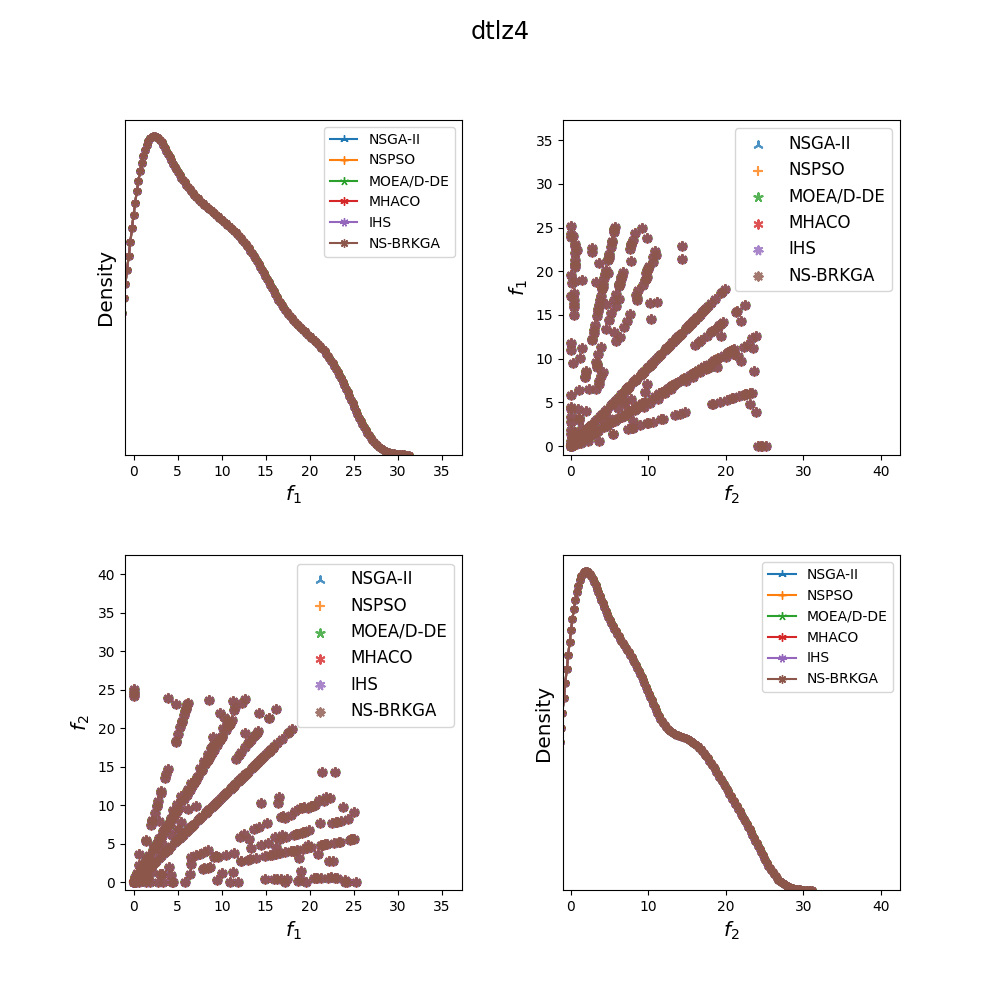 dtlz4
Density
NSGA-II
NSPSO
MOEA/D-DE
MHACO
IHS
NS-BRKGA
0 5 10 15 20 25 30 35
f1
f1
35
30
25
20
15
10
5
0
NSGA-II
NSPSO
MOEA/D-DE
MHACO
IHS
NS-BRKGA
0 10 20 30 40
f2
f2
40
35
30
25
20
15
10
5
0
NSGA-II
NSPSO
MOEA/D-DE
MHACO
IHS
NS-BRKGA
0 5 10 15 20 25 30 35
f1
Density
NSGA-II
NSPSO
MOEA/D-DE
MHACO
IHS
NS-BRKGA
0 10 20 30 40
f2